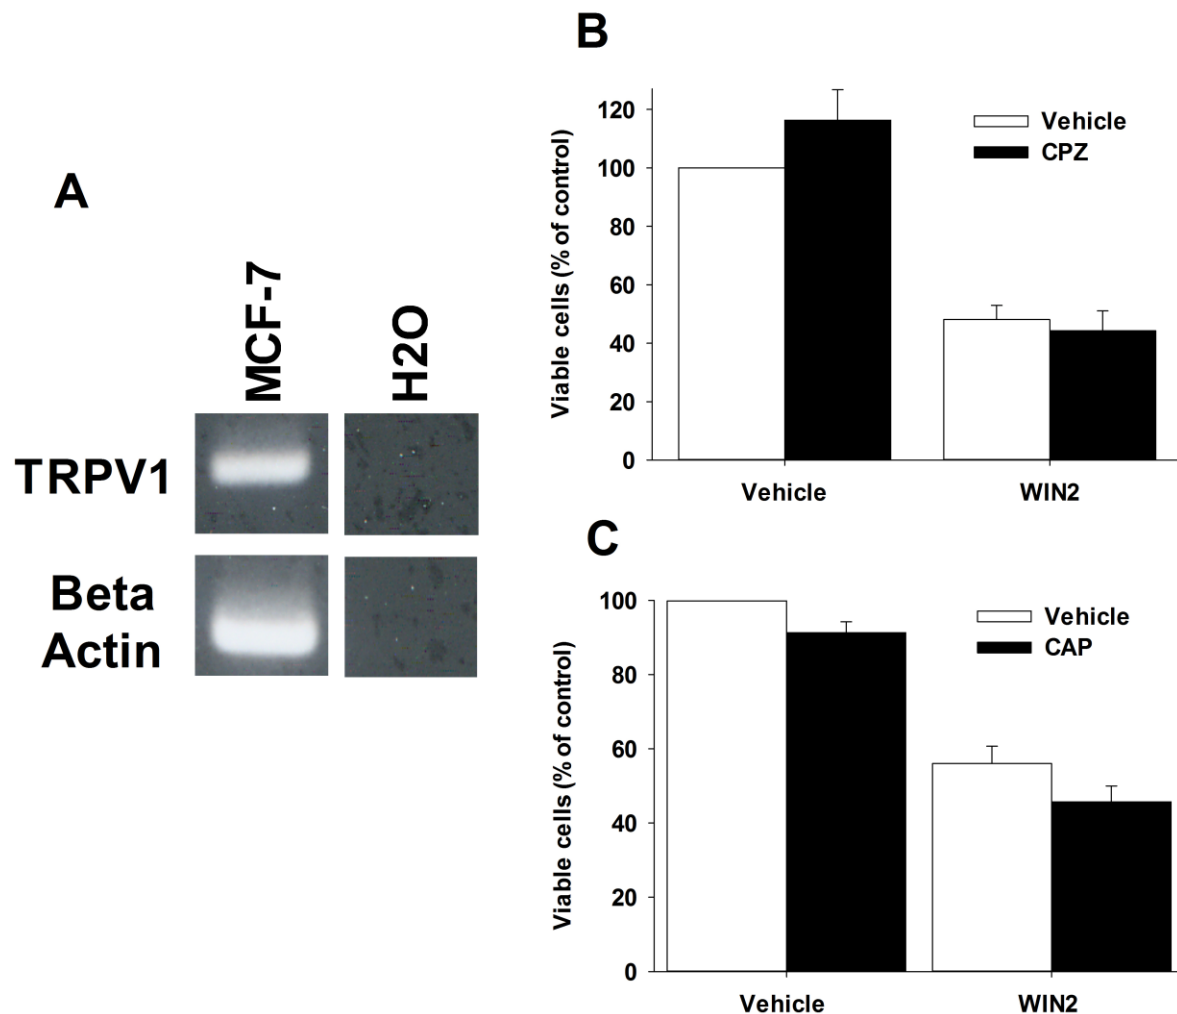 A
MCF-7
H2O
TRPV1
Beta
Actin
B
Viable cells (% of control)
120
100
80
60
40
20
0
Vehicle
CPZ
Vehicle
WIN2
C
Viable cells (% of control)
100
80
60
40
20
0
Vehicle
CAP
Vehicle
WIN2